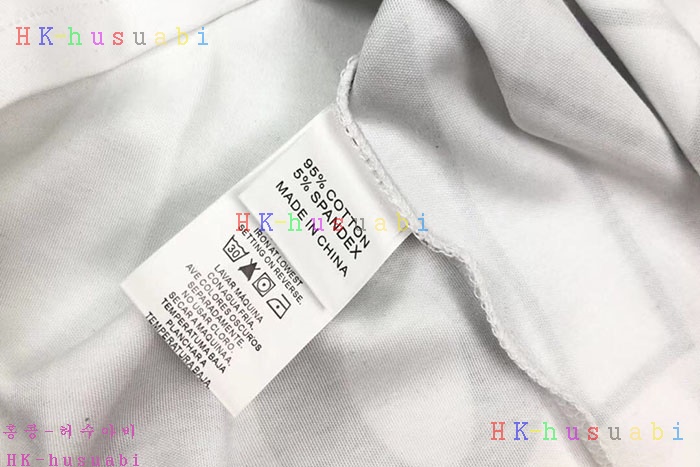 HK-husuabi
95% COTTON
5% SPANDEX
MADE IN CHINA
HK-husuabi
IRON AT LOWEST
SETTING ON REVERSE.
30
LAVAR MAQUINA
CON AGUA FRIA,
AVE COLORES OSCUROS
SEPARADAMENTE.
NO USAR CLORO.
SECAR A MAQUINA A
TEMPERATUMA BAJA
PLANCHAR A
TEMPERATURA BAJA.
홍콩-허수아비
HK-husuabi
HK-husuabi